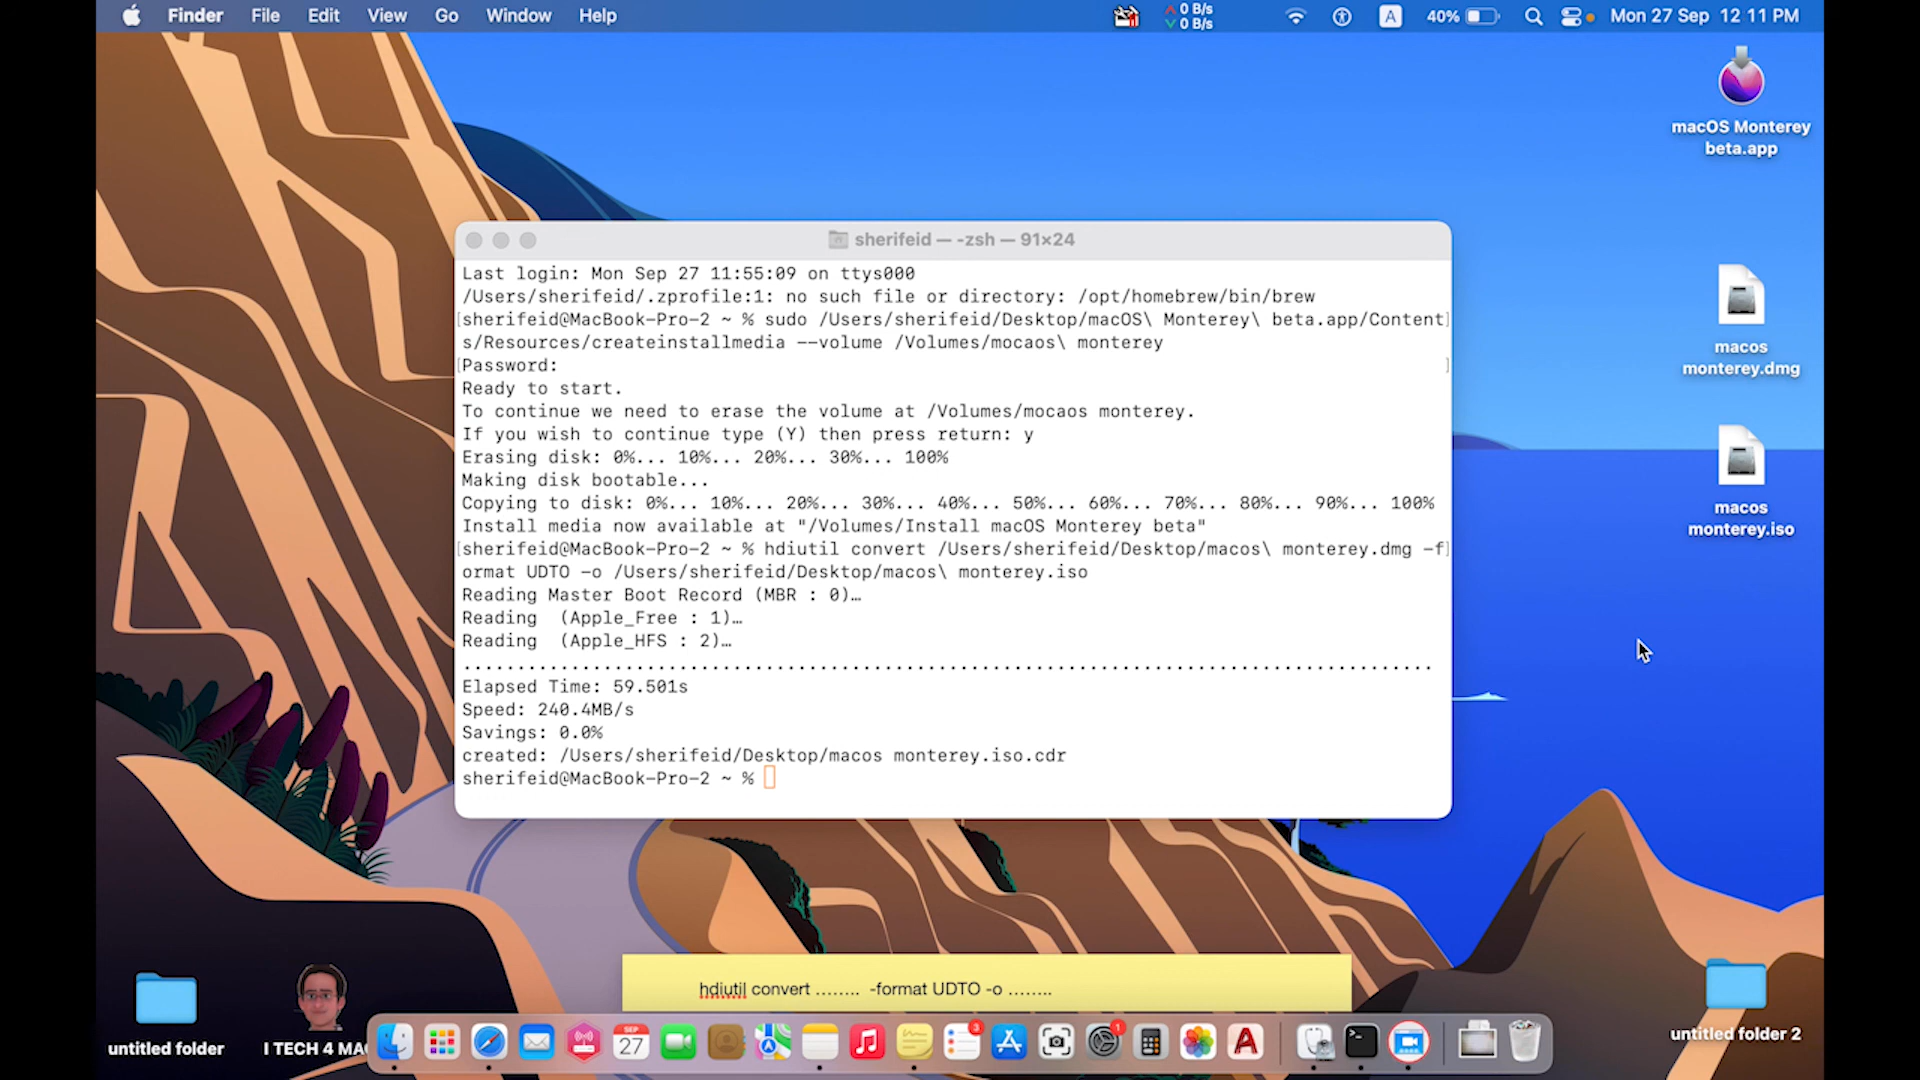 Finder File Edit View Go Window Help
0 B/s
0 B/s
A
40%
Mon 27 Sep 12 11 PM
macOS Monterey
beta.app
macos
monterey.dmg
macos
monterey.iso
sherifeid — -zsh — 91×24
Last login: Mon Sep 27 11:55:09 on ttys000
/Users/sherifeid/.zprofile:1: no such file or directory: /opt/homebrew/bin/brew
[sherifeid@MacBook-Pro-2 ~ % sudo /Users/sherifeid/Desktop/macOS\ Monterey\ beta.app/Content]
s/Resources/createinstallmedia --volume /Volumes/mocaos\ monterey
[Password: ]
Ready to start.
To continue we need to erase the volume at /Volumes/mocaos monterey.
If you wish to continue type (Y) then press return: y
Erasing disk: 0%... 10%... 20%... 30%... 100%
Making disk bootable...
Copying to disk: 0%... 10%... 20%... 30%... 40%... 50%... 60%... 70%... 80%... 90%... 100%
Install media now available at "/Volumes/Install macOS Monterey beta"
[sherifeid@MacBook-Pro-2 ~ % hdiutil convert /Users/sherifeid/Desktop/macos\ monterey.dmg -f]
ormat UDTO -o /Users/sherifeid/Desktop/macos\ monterey.iso
Reading Master Boot Record (MBR : 0)…
Reading  (Apple_Free : 1)…
Reading  (Apple_HFS : 2)…
..........................................................................................
Elapsed Time: 59.501s
Speed: 240.4MB/s
Savings: 0.0%
created: /Users/sherifeid/Desktop/macos monterey.iso.cdr
sherifeid@MacBook-Pro-2 ~ %
hdiutil convert ........ -format UDTO -o ........
untitled folder
I TECH 4 MA
untitled folder 2
SEP
27
3
1